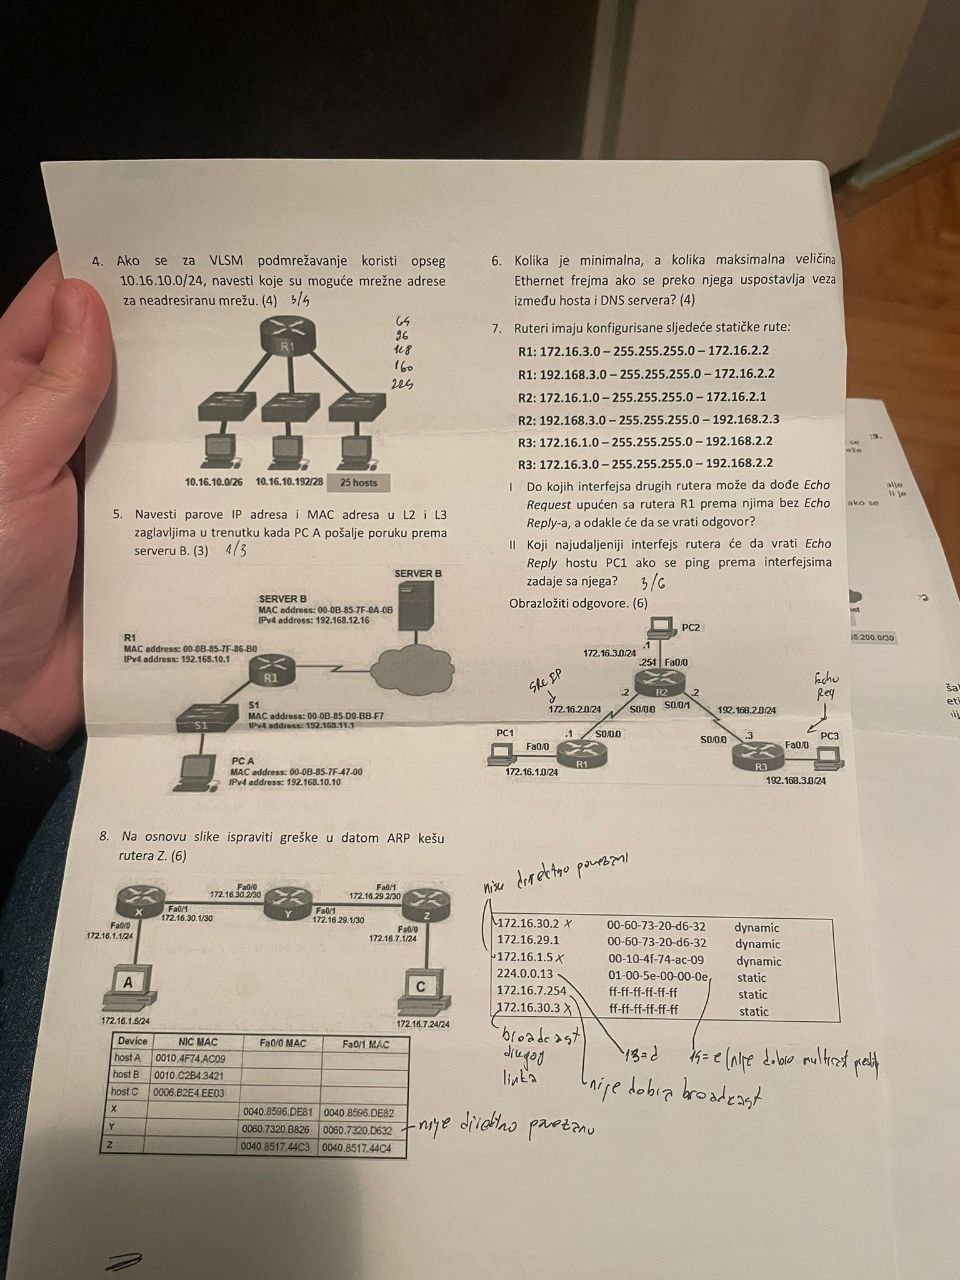 4. Ako se za VLSM podmrežavanje koristi opseg
10.16.10.0/24, navesti koje su moguće mrežne adrese
za neadresiranu mrežu. (4) 3/4
64
96
128
160
224
R1
10.16.10.0/26 10.16.10.192/28 25 hosts
5. Navesti parove IP adresa i MAC adresa u L2 i L3
zaglavljima u trenutku kada PC A pošalje poruku prema
serveru B. (3) 1/3
SERVER B
SERVER B
MAC address: 00-0B-85-7F-0A-0B
IPv4 address: 192.168.12.16
R1
MAC address: 00-0B-85-7F-86-B0
IPv4 address: 192.168.10.1
R1
S1
MAC address: 00-0B-85-D0-BB-F7
IPv4 address: 192.168.11.1
S1
PC A
MAC address: 00-0B-85-7F-47-00
IPv4 address: 192.168.10.10
6. Kolika je minimalna, a kolika maksimalna veličina
Ethernet frejma ako se preko njega uspostavlja veza
između hosta i DNS servera? (4)
7. Ruteri imaju konfigurisane sljedeće statičke rute:
R1: 172.16.3.0 – 255.255.255.0 – 172.16.2.2
R1: 192.168.3.0 – 255.255.255.0 – 172.16.2.2
R2: 172.16.1.0 – 255.255.255.0 – 172.16.2.1
R2: 192.168.3.0 – 255.255.255.0 – 192.168.2.3
R3: 172.16.1.0 – 255.255.255.0 – 192.168.2.2
R3: 172.16.3.0 – 255.255.255.0 – 192.168.2.2
I Do kojih interfejsa drugih rutera može da dođe Echo
Request upućen sa rutera R1 prema njima bez Echo
Reply-a, a odakle će da se vrati odgovor?
II Koji najudaljeniji interfejs rutera će da vrati Echo
Reply hostu PC1 ako se ping prema interfejsima
zadaje sa njega? 3/6
Obrazložiti odgovore. (6)
PC2
172.16.3.0/24 .1
.254 Fa0/0
R2
src IP
172.16.2.0/24 .2 S0/0/0 S0/0/1 .2 192.168.2.0/24
Echo
Req
PC1 Fa0/0 .1 S0/0/0
R1
172.16.1.0/24
S0/0/0 .3 Fa0/0 PC3
R3
192.168.3.0/24
8. Na osnovu slike ispraviti greške u datom ARP kešu
rutera Z. (6)
Fa0/0
172.16.30.2/30
Fa0/1
172.16.29.2/30
X Y Z
Fa0/1
172.16.30.1/30
Fa0/1
172.16.29.1/30
Fa0/0
172.16.1.1/24
Fa0/0
172.16.7.1/24
A C
172.16.1.5/24 172.16.7.24/24
Device NIC MAC Fa0/0 MAC Fa0/1 MAC
host A 0010.4F74.AC09
host B 0010.C2B4.3421
host C 0006.B2E4.EE03
X 0040.8596.DE81 0040.8596.DE82
Y 0060.7320.B826 0060.7320.D632
Z 0040.8517.44C3 0040.8517.44C4
nisu direktno povezani
172.16.30.2 x 00-60-73-20-d6-32 dynamic
172.16.29.1 00-60-73-20-d6-32 dynamic
172.16.1.5 x 00-10-4f-74-ac-09 dynamic
224.0.0.13 01-00-5e-00-00-0e static
172.16.7.254 ff-ff-ff-ff-ff-ff static
172.16.30.3 x ff-ff-ff-ff-ff-ff static
broadcast
drugog
linka
13=d
14=e (nije dobro multicast
nije dobra broadcast
nije direktno povezano